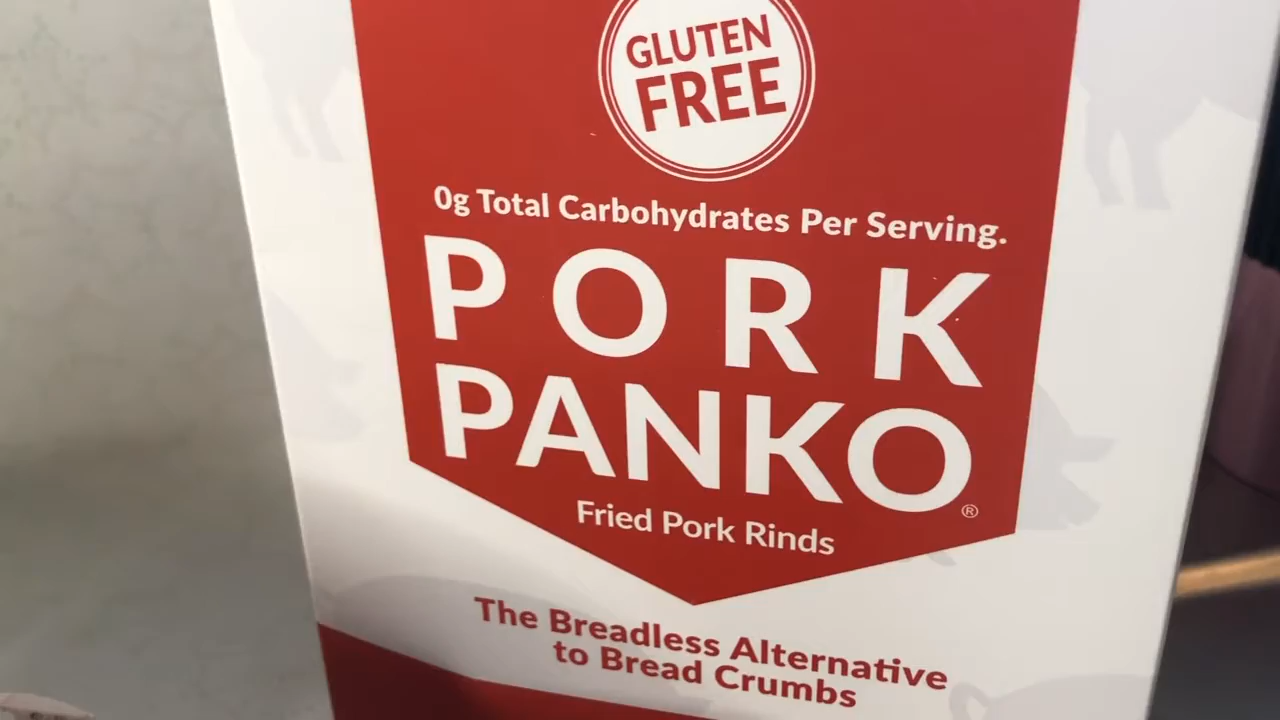 GLUTEN
FREE
0g Total Carbohydrates Per Serving.
PORK
PANKO®
Fried Pork Rinds
The Breadless Alternative
to Bread Crumbs